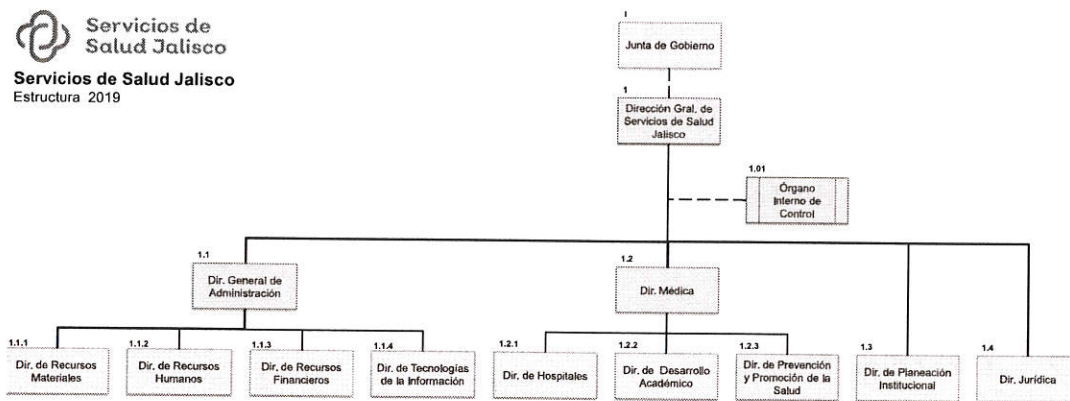 Servicios de
Salud Jalisco
Servicios de Salud Jalisco
Estructura 2019
I
Junta de Gobierno
1
Dirección Gral. de
Servicios de Salud
Jalisco
1.01
Órgano
Interno de
Control
1.1
Dir. General de
Administración
1.2
Dir. Médica
1.1.1
Dir. de Recursos
Materiales
1.1.2
Dir. de Recursos
Humanos
1.1.3
Dir. de Recursos
Financieros
1.1.4
Dir. de Tecnologías
de la Información
1.2.1
Dir. de Hospitales
1.2.2
Dir. de Desarrollo
Académico
1.2.3
Dir. de Prevención
y Promoción de la
Salud
1.3
Dir. de Planeación
Institucional
1.4
Dir. Jurídica